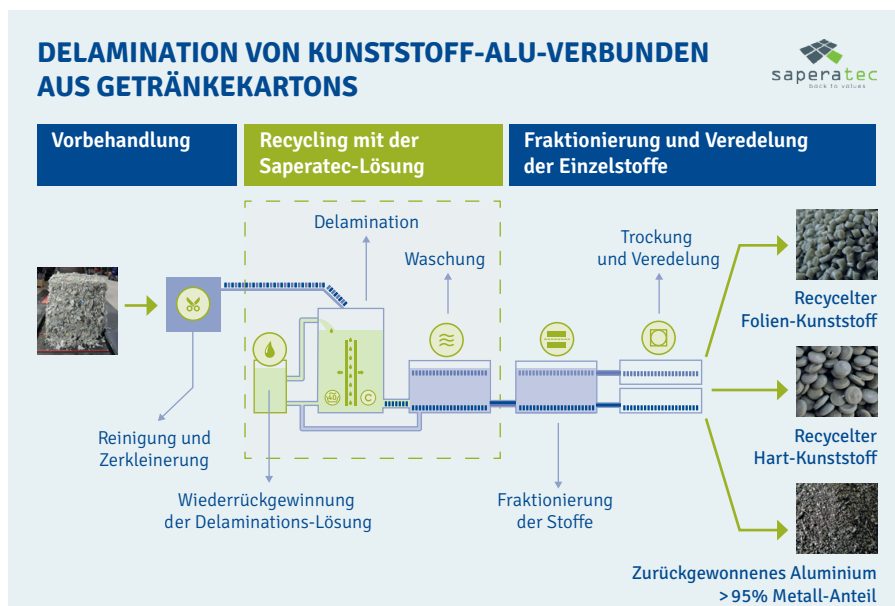 DELAMINATION VON KUNSTSTOFF-ALU-VERBUNDEN
AUS GETRÄNKEKARTONS
saperatec
back to values
Vorbehandlung
Recycling mit der
Saperatec-Lösung
Fraktionierung und Veredelung
der Einzelstoffe
Delamination
Waschung
Trockung
und Veredelung
Recycelter
Folien-Kunststoff
Reinigung und
Zerkleinerung
Recycelter
Hart-Kunststoff
Wiederrückgewinnung
der Delaminations-Lösung
Fraktionierung
der Stoffe
Zurückgewonnenes Aluminium
> 95% Metall-Anteil